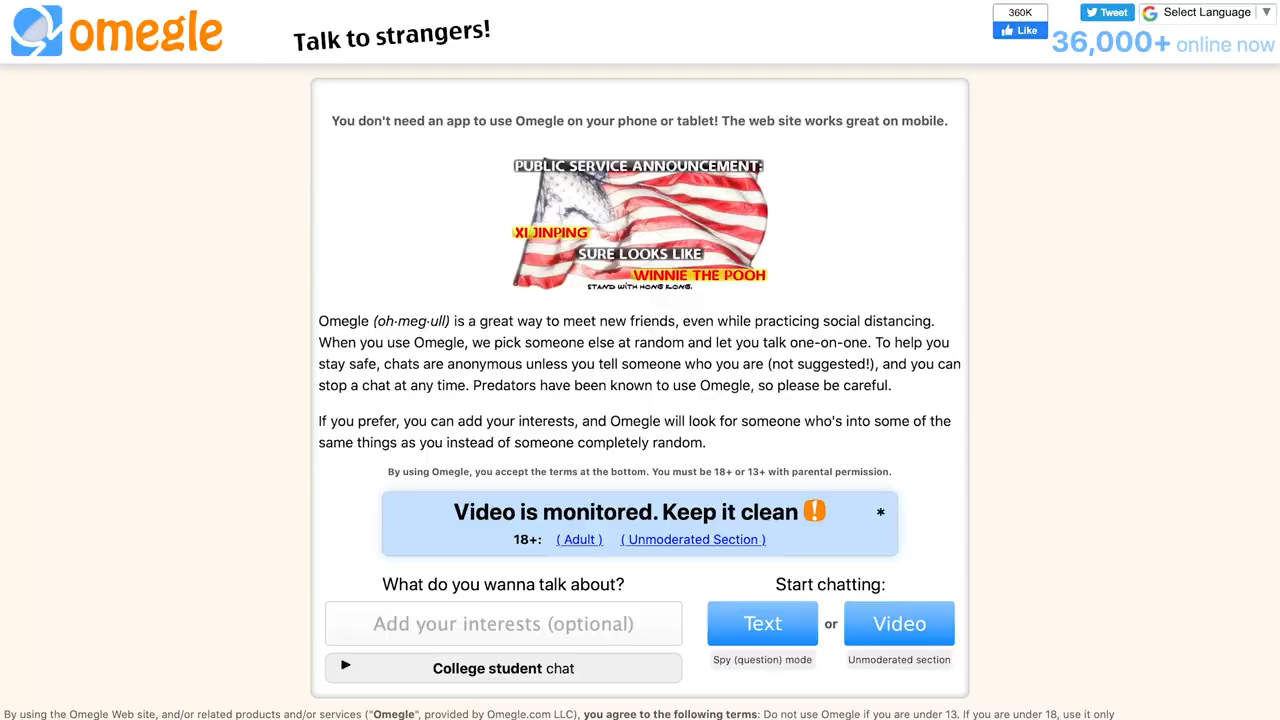 omegle
Talk to strangers!
360K
Like
Tweet
Select Language
36,000+ online now
You don't need an app to use Omegle on your phone or tablet! The web site works great on mobile.
PUBLIC SERVICE ANNOUNCEMENT:
XI JINPING
SURE LOOKS LIKE
WINNIE THE POOH
STAND WITH HONG KONG.
Omegle (oh·meg·ull) is a great way to meet new friends, even while practicing social distancing.
When you use Omegle, we pick someone else at random and let you talk one-on-one. To help you
stay safe, chats are anonymous unless you tell someone who you are (not suggested!), and you can
stop a chat at any time. Predators have been known to use Omegle, so please be careful.
If you prefer, you can add your interests, and Omegle will look for someone who's into some of the
same things as you instead of someone completely random.
By using Omegle, you accept the terms at the bottom. You must be 18+ or 13+ with parental permission.
Video is monitored. Keep it clean ! *
18+: ( Adult ) ( Unmoderated Section )
What do you wanna talk about?
Start chatting:
Add your interests (optional)
Text or Video
Spy (question) mode
Unmoderated section
College student chat
By using the Omegle Web site, and/or related products and/or services ("Omegle", provided by Omegle.com LLC), you agree to the following terms: Do not use Omegle if you are under 13. If you are under 18, use it only